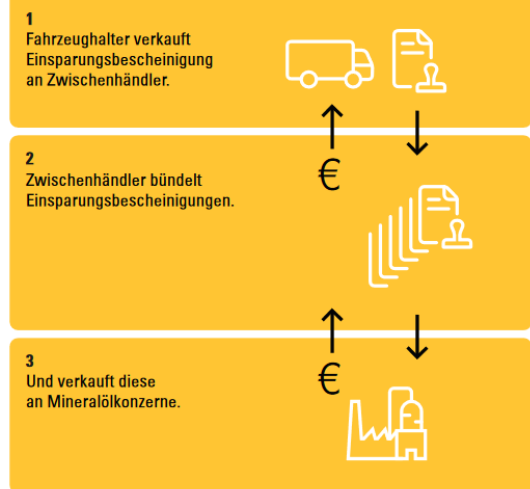 1
Fahrzeughalter verkauft
Einsparungsbescheinigung
an Zwischenhändler.
€
2
Zwischenhändler bündelt
Einsparungsbescheinigungen.
€
3
Und verkauft diese
an Mineralölkonzerne.